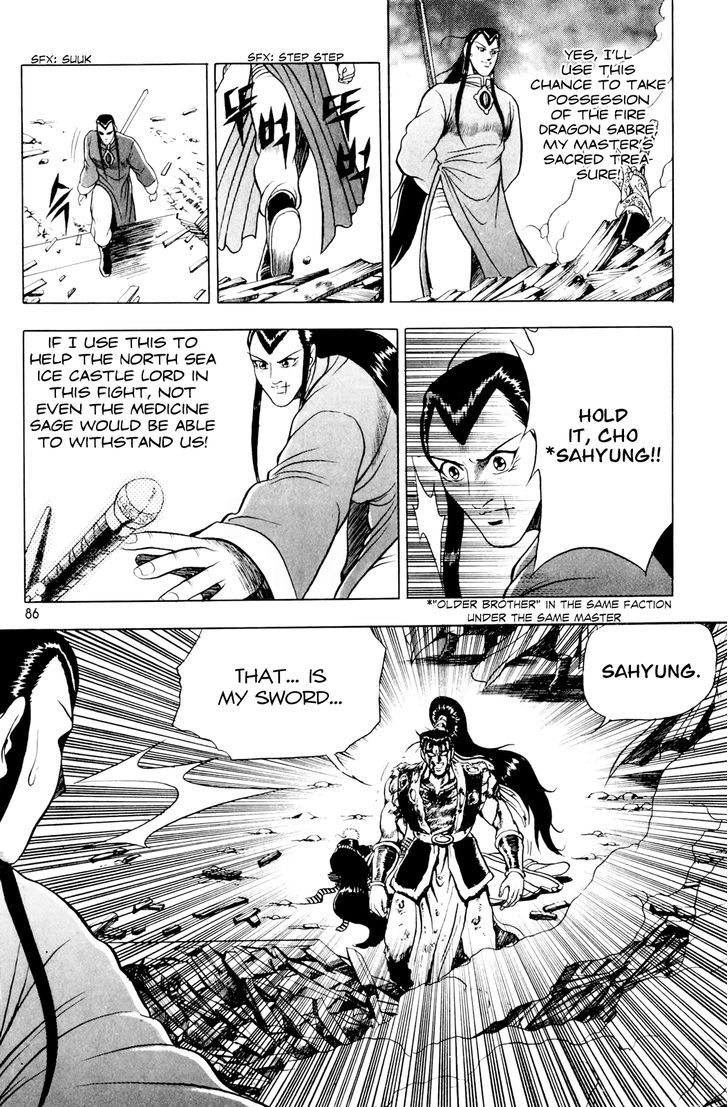 SFX: SUUK
슥
SFX: STEP STEP
뚜
벅
뚜
벅
YES, I'LL
USE THIS
CHANCE TO TAKE
POSSESSION
OF THE FIRE
DRAGON SABRE,
MY MASTER'S
SACRED TREA-
SURE!
IF I USE THIS TO
HELP THE NORTH SEA
ICE CASTLE LORD IN
THIS FIGHT, NOT
EVEN THE MEDICINE
SAGE WOULD BE ABLE
TO WITHSTAND US!
HOLD
IT, CHO
*SAHYUNG!!
*"OLDER BROTHER" IN THE SAME FACTION
UNDER THE SAME MASTER
86
THAT... IS
MY SWORD...
SAHYUNG.